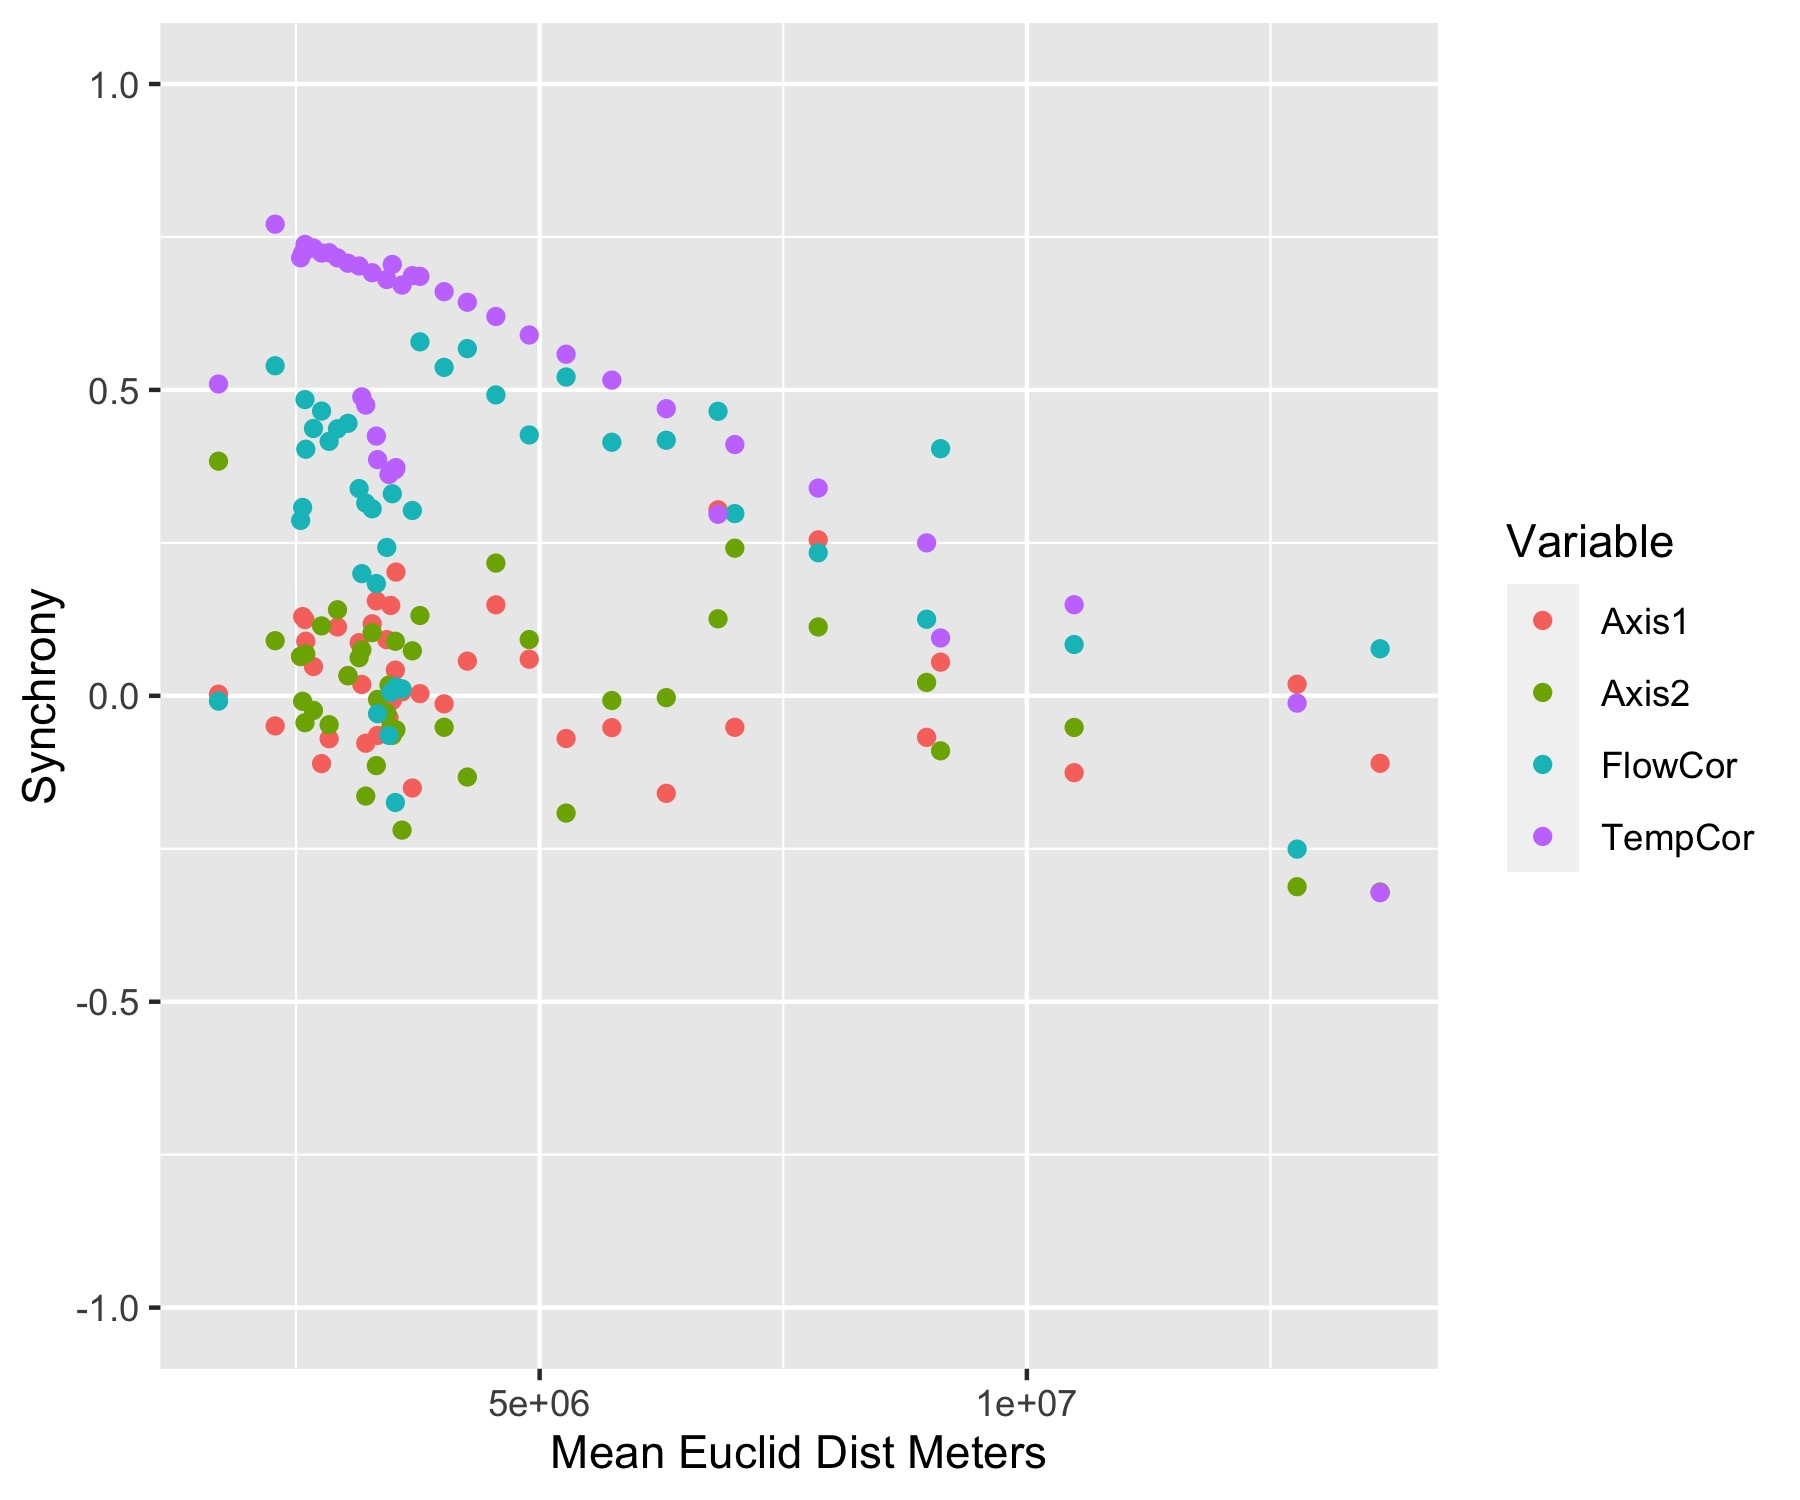 1.0
0.5
0.0
-0.5
-1.0
Synchrony
5e+06
1e+07
Mean Euclid Dist Meters
Variable
Axis1
Axis2
FlowCor
TempCor